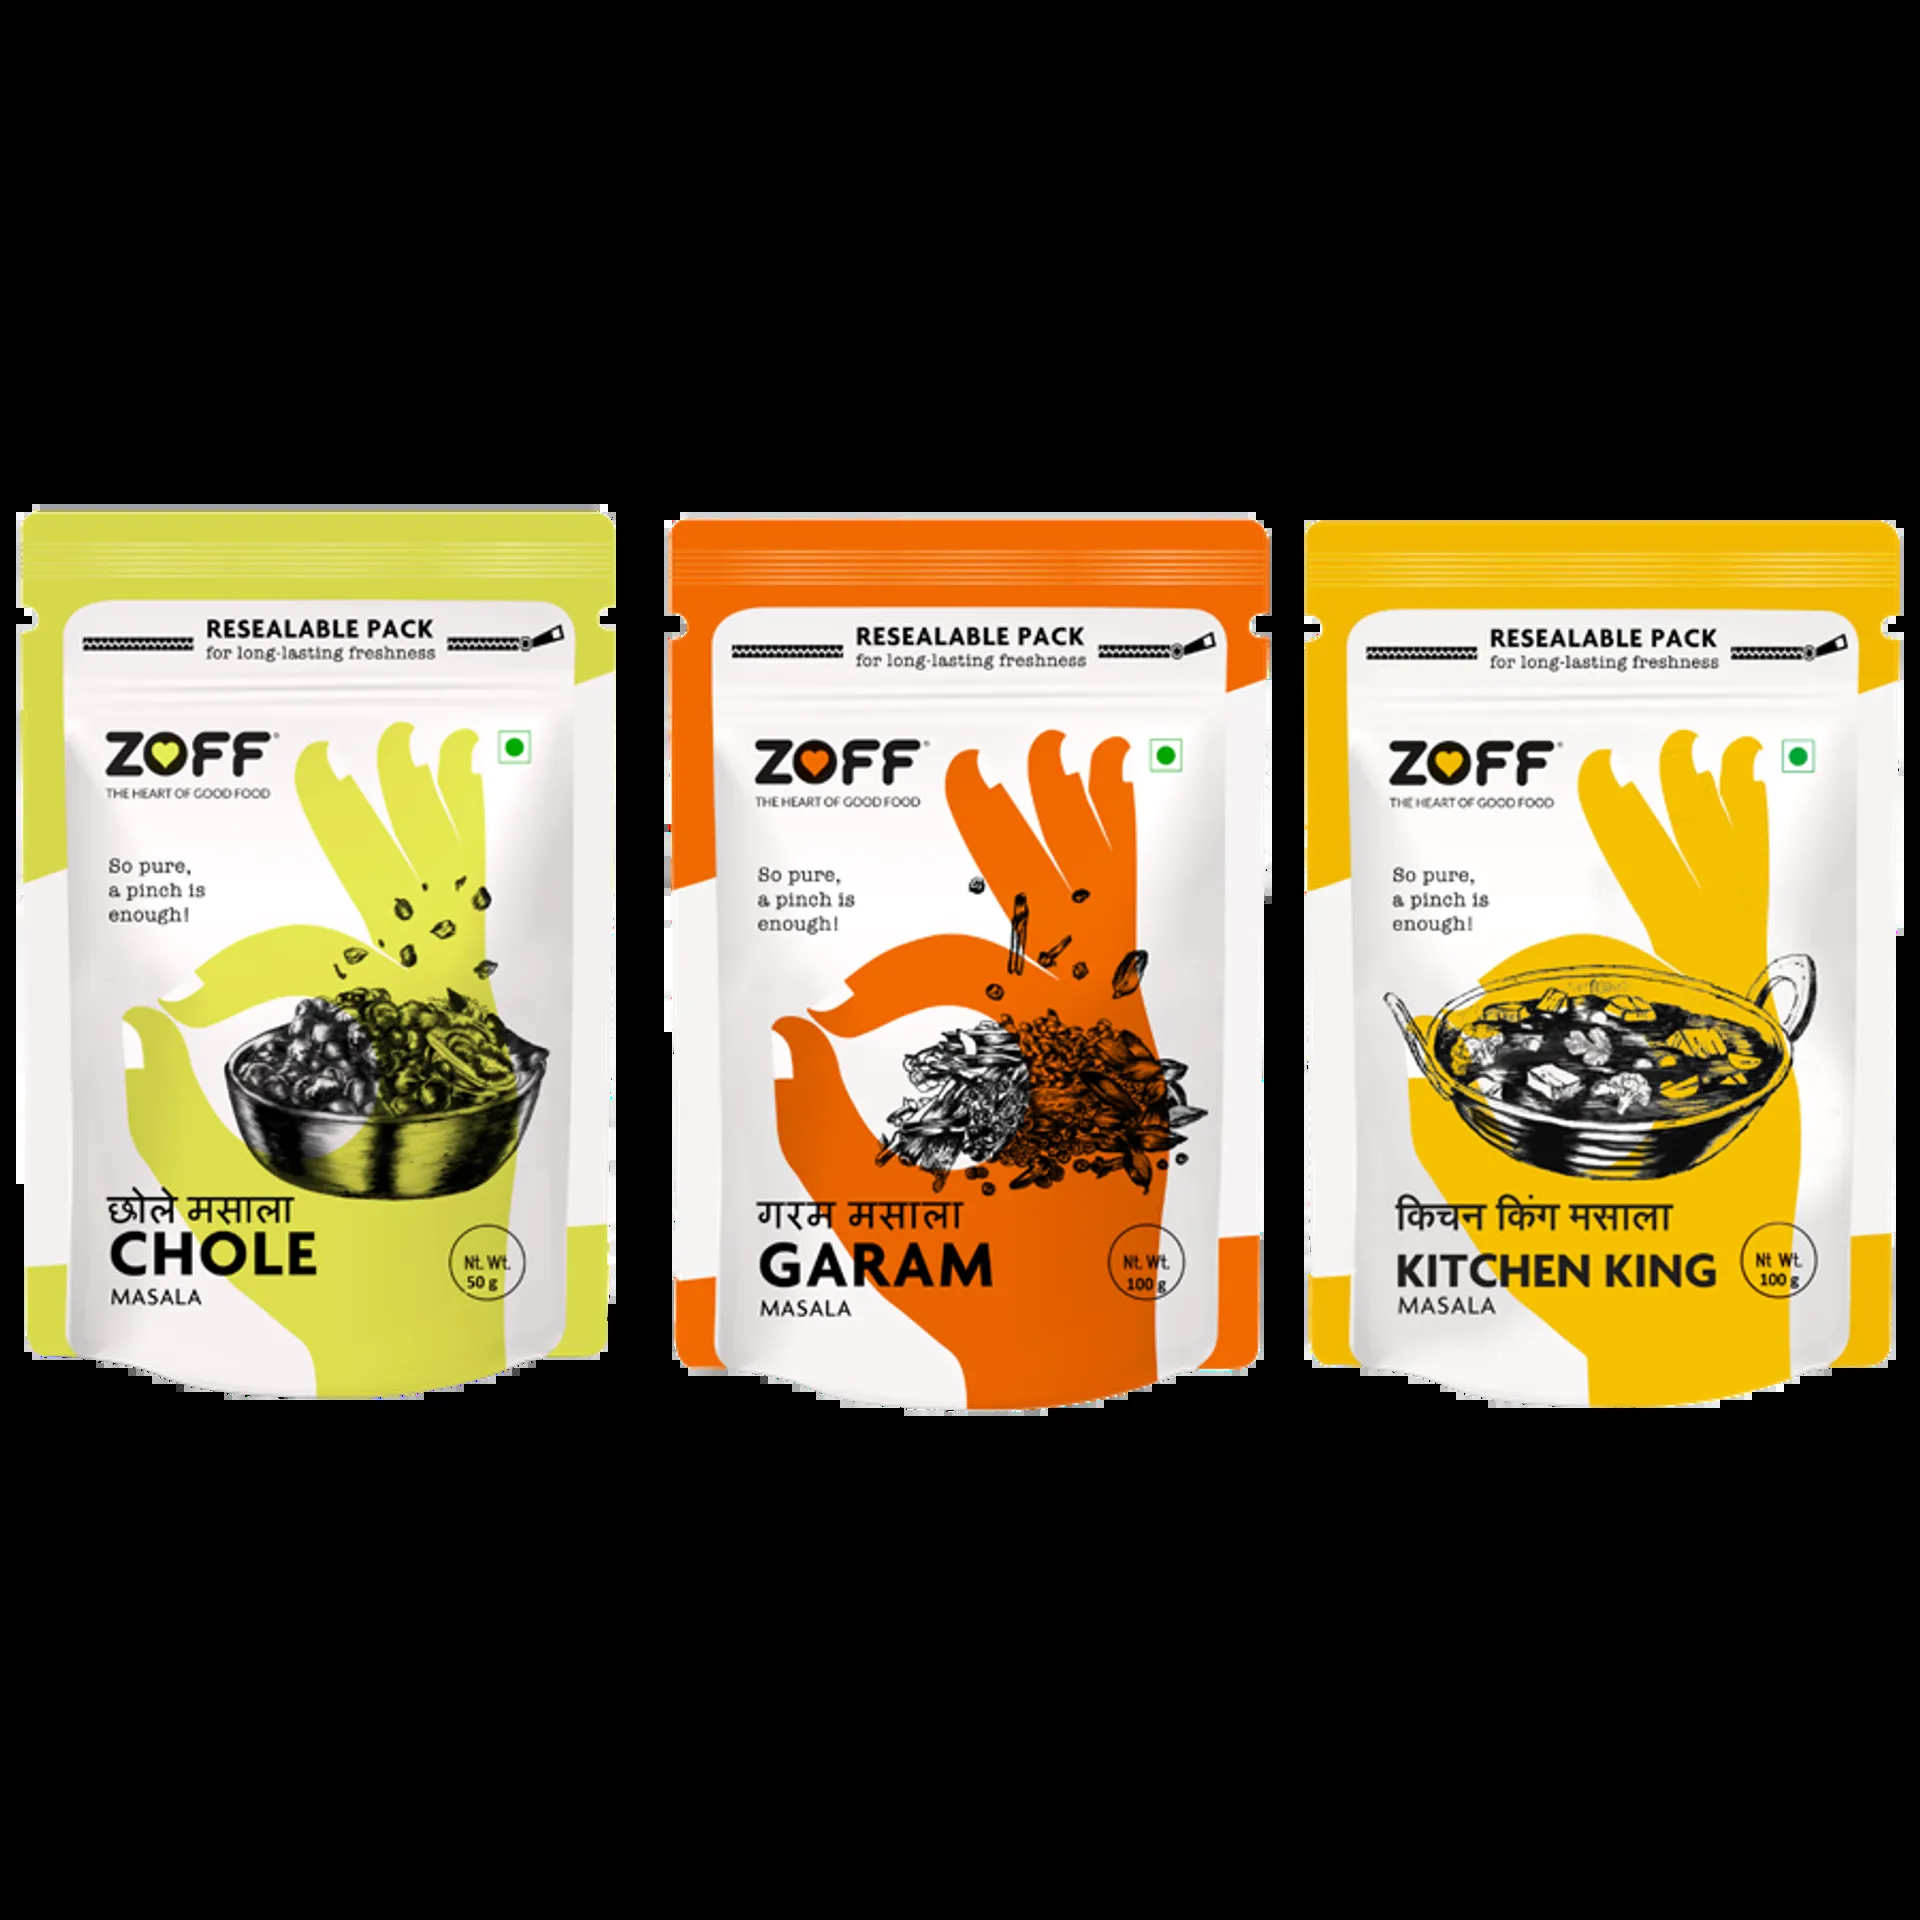 RESEALABLE PACK
for long-lasting freshness
ZOFF®
THE HEART OF GOOD FOOD
So pure,
a pinch is
enough!
छोले मसाला
CHOLE
MASALA
Nt. Wt.
50 g
RESEALABLE PACK
for long-lasting freshness
ZOFF®
THE HEART OF GOOD FOOD
So pure,
a pinch is
enough!
गरम मसाला
GARAM
MASALA
Nt. Wt.
100 g
RESEALABLE PACK
for long-lasting freshness
ZOFF®
THE HEART OF GOOD FOOD
So pure,
a pinch is
enough!
किचन किंग मसाला
KITCHEN KING
MASALA
Nt Wt.
100 g